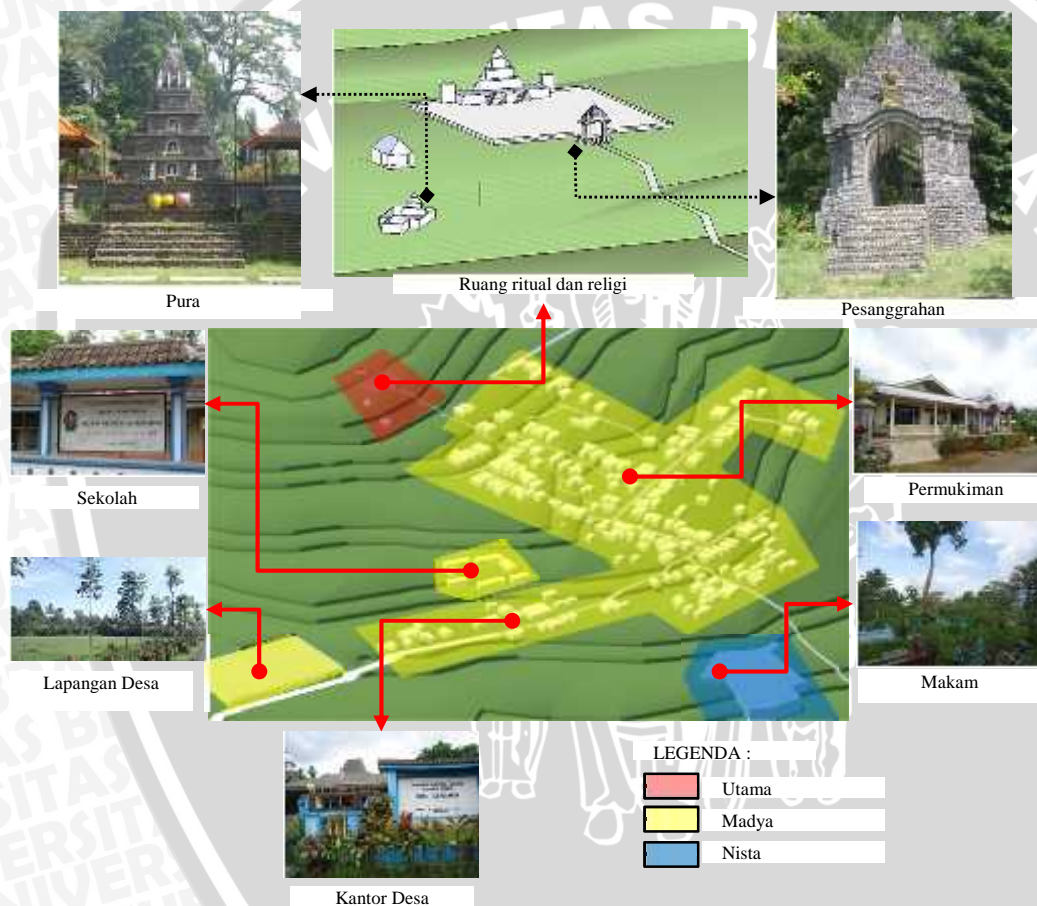 Pura
Ruang ritual dan religi
Pesanggrahan
Sekolah
Permukiman
Lapangan Desa
Makam
Kantor Desa
LEGENDA :
Utama
Madya
Nista